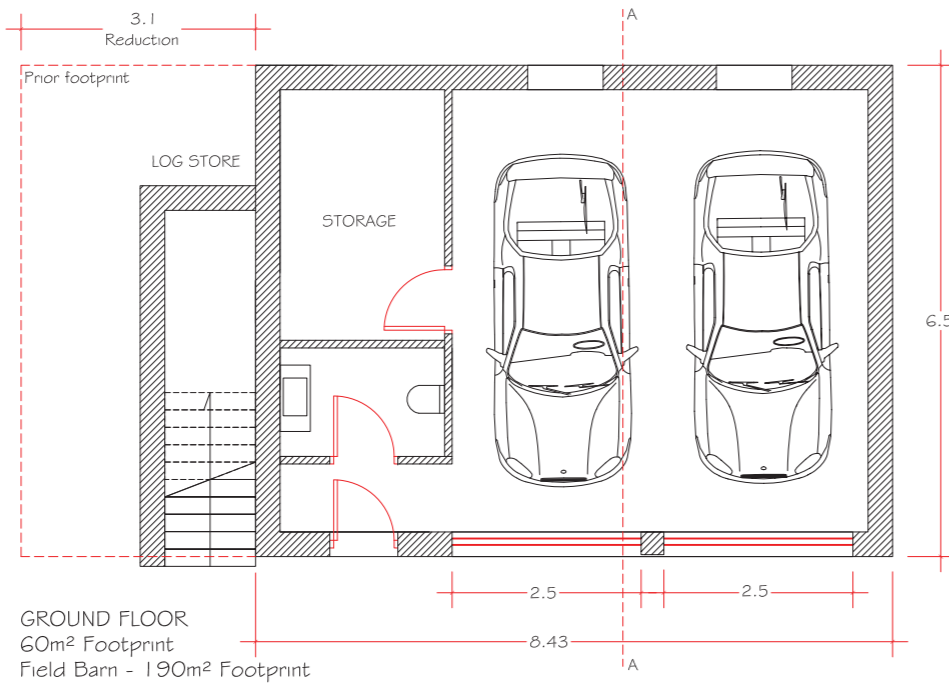 3.1
Reduction
A
Prior footprint
LOG STORE
STORAGE
6.5
2.5
2.5
8.43
A
GROUND FLOOR
60m² Footprint
Field Barn - 190m² Footprint